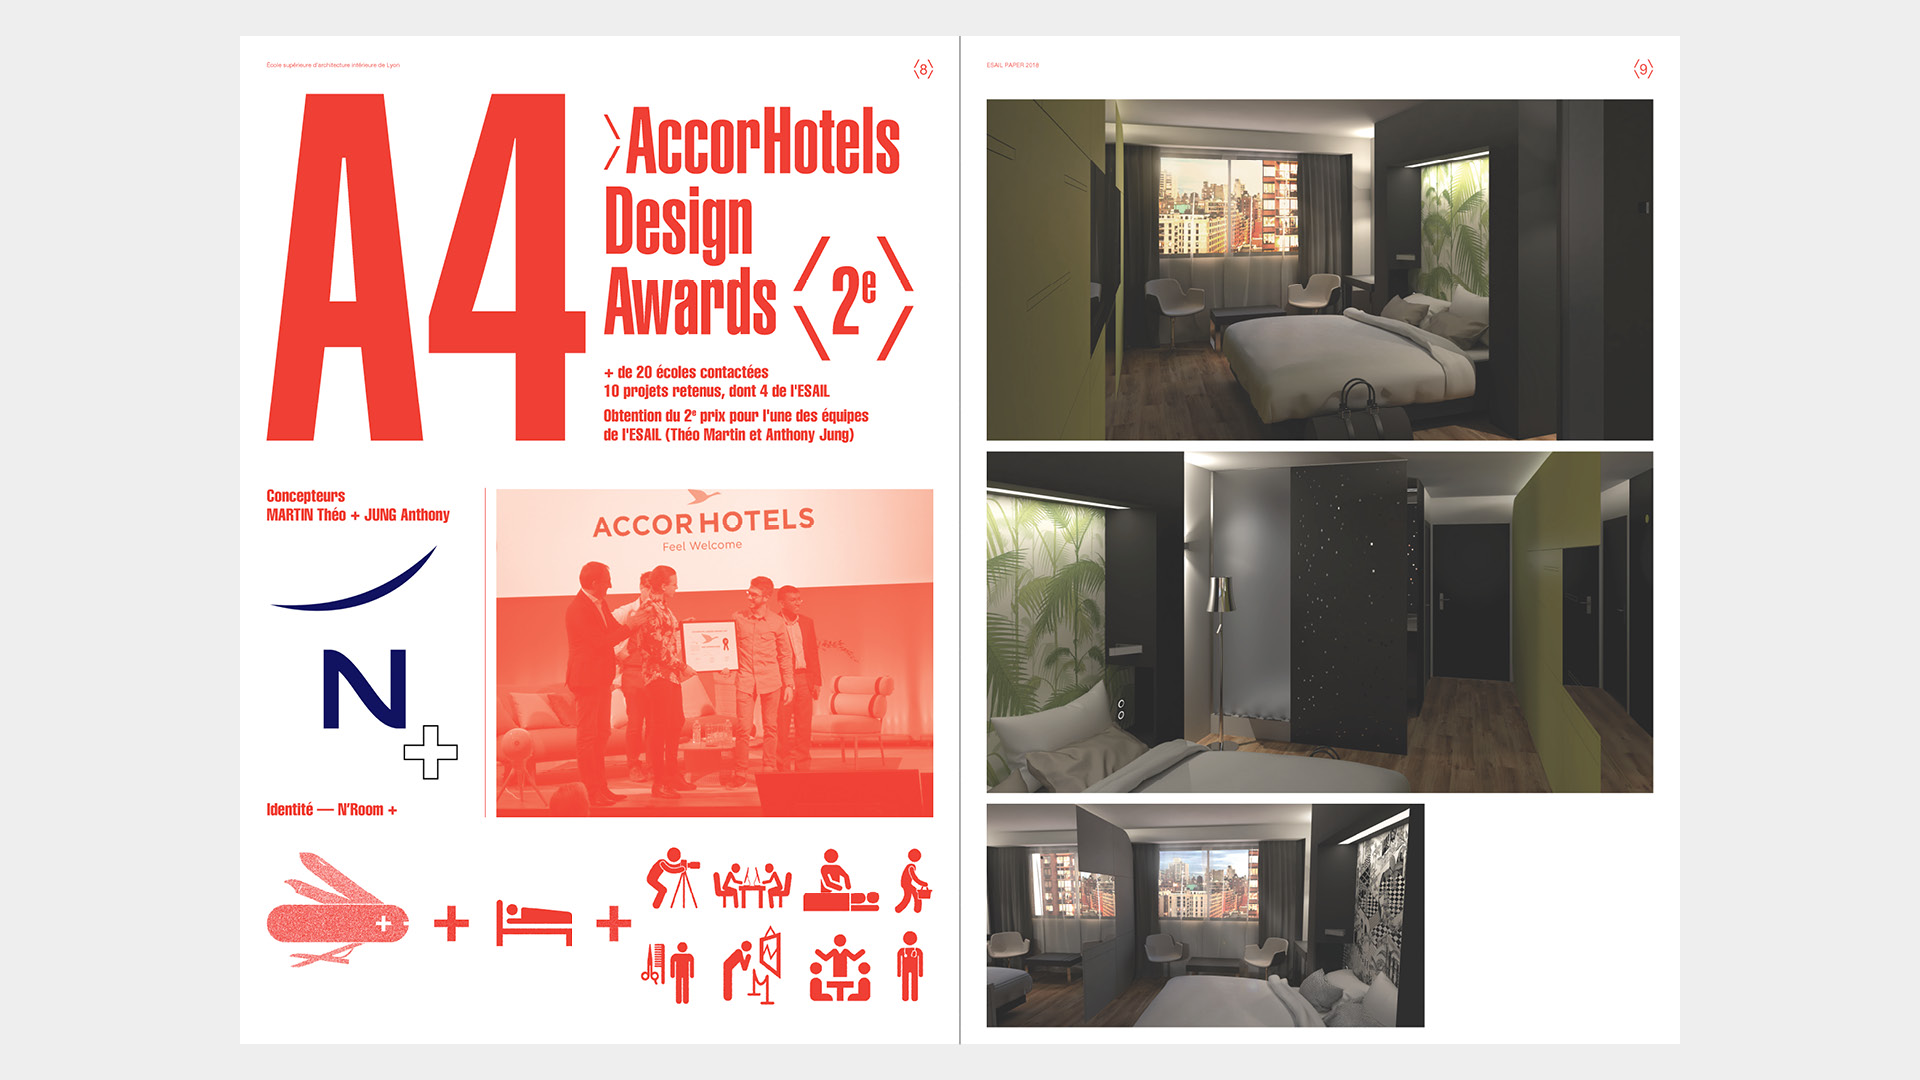 École supérieure d'architecture intérieure de Lyon
8
A4
AccorHotels
Design
Awards
2e
+ de 20 écoles contactées
10 projets retenus, dont 4 de l'ESAIL
Obtention du 2e prix pour l'une des équipes
de l'ESAIL (Théo Martin et Anthony Jung)
Concepteurs
MARTIN Théo + JUNG Anthony
N
Identité — N'Room +
ACCORHOTELS
Feel Welcome
+
+
ESAIL PAPER 2018
9